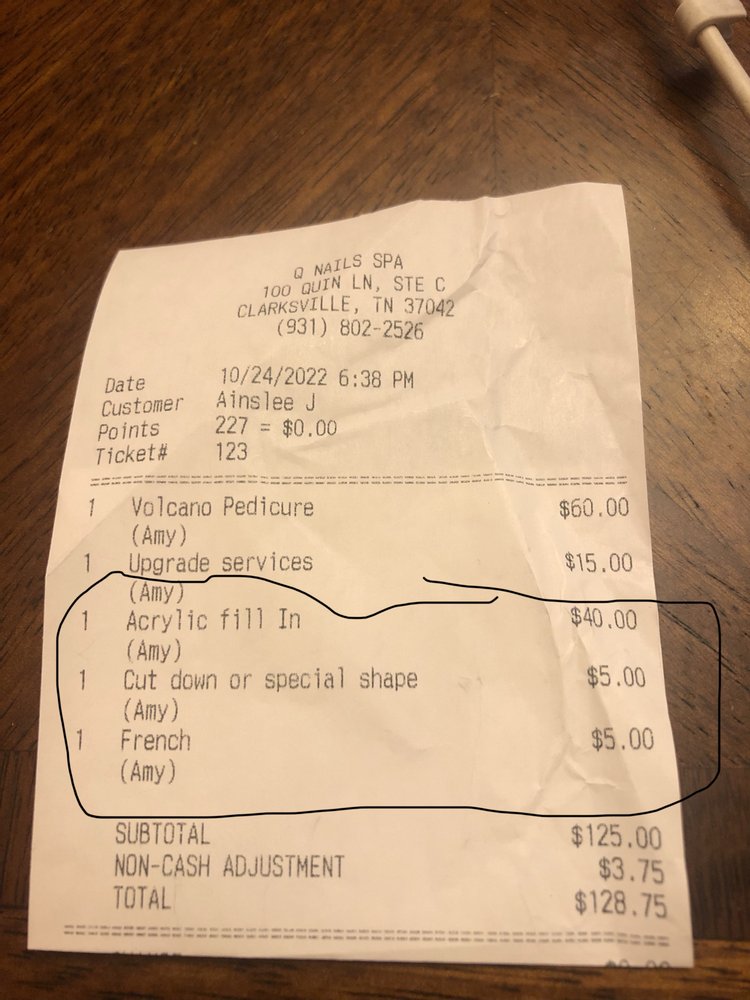 Q NAILS SPA
100 QUIN LN, STE C
CLARKSVILLE, TN 37042
(931) 802-2526
Date 10/24/2022 6:38 PM
Customer Ainslee J
Points 227 = $0.00
Ticket# 123
1 Volcano Pedicure $60.00
(Amy)
1 Upgrade services $15.00
(Amy)
1 Acrylic fill In $40.00
(Amy)
1 Cut down or special shape $5.00
(Amy)
1 French $5.00
(Amy)
SUBTOTAL $125.00
NON-CASH ADJUSTMENT $3.75
TOTAL $128.75